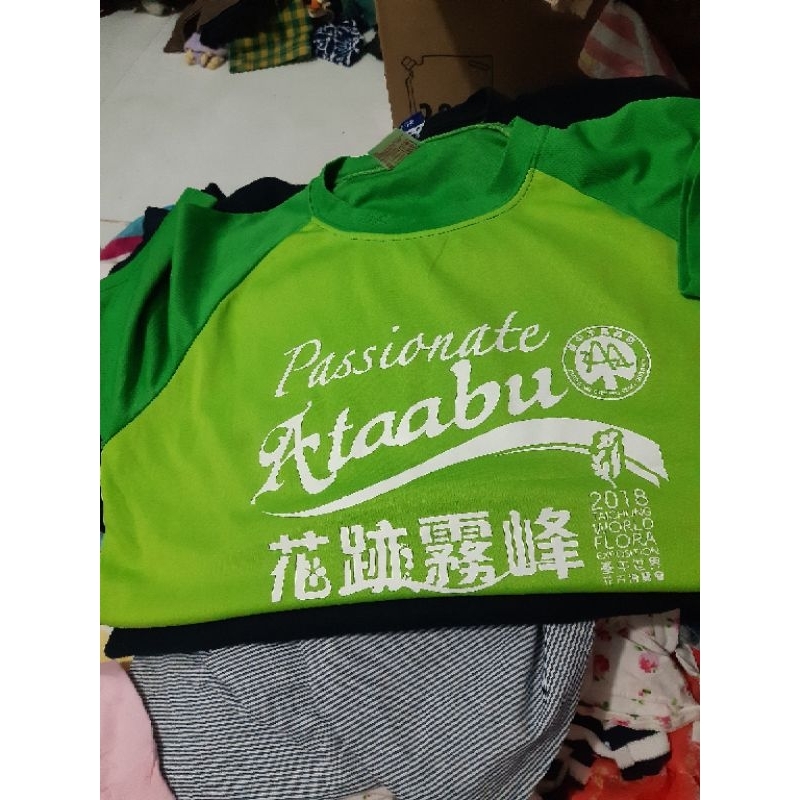 Passionate
Ataabu
花跡霧峰
2018
TAICHUNG
WORLD
FLORA
EXPOSITION